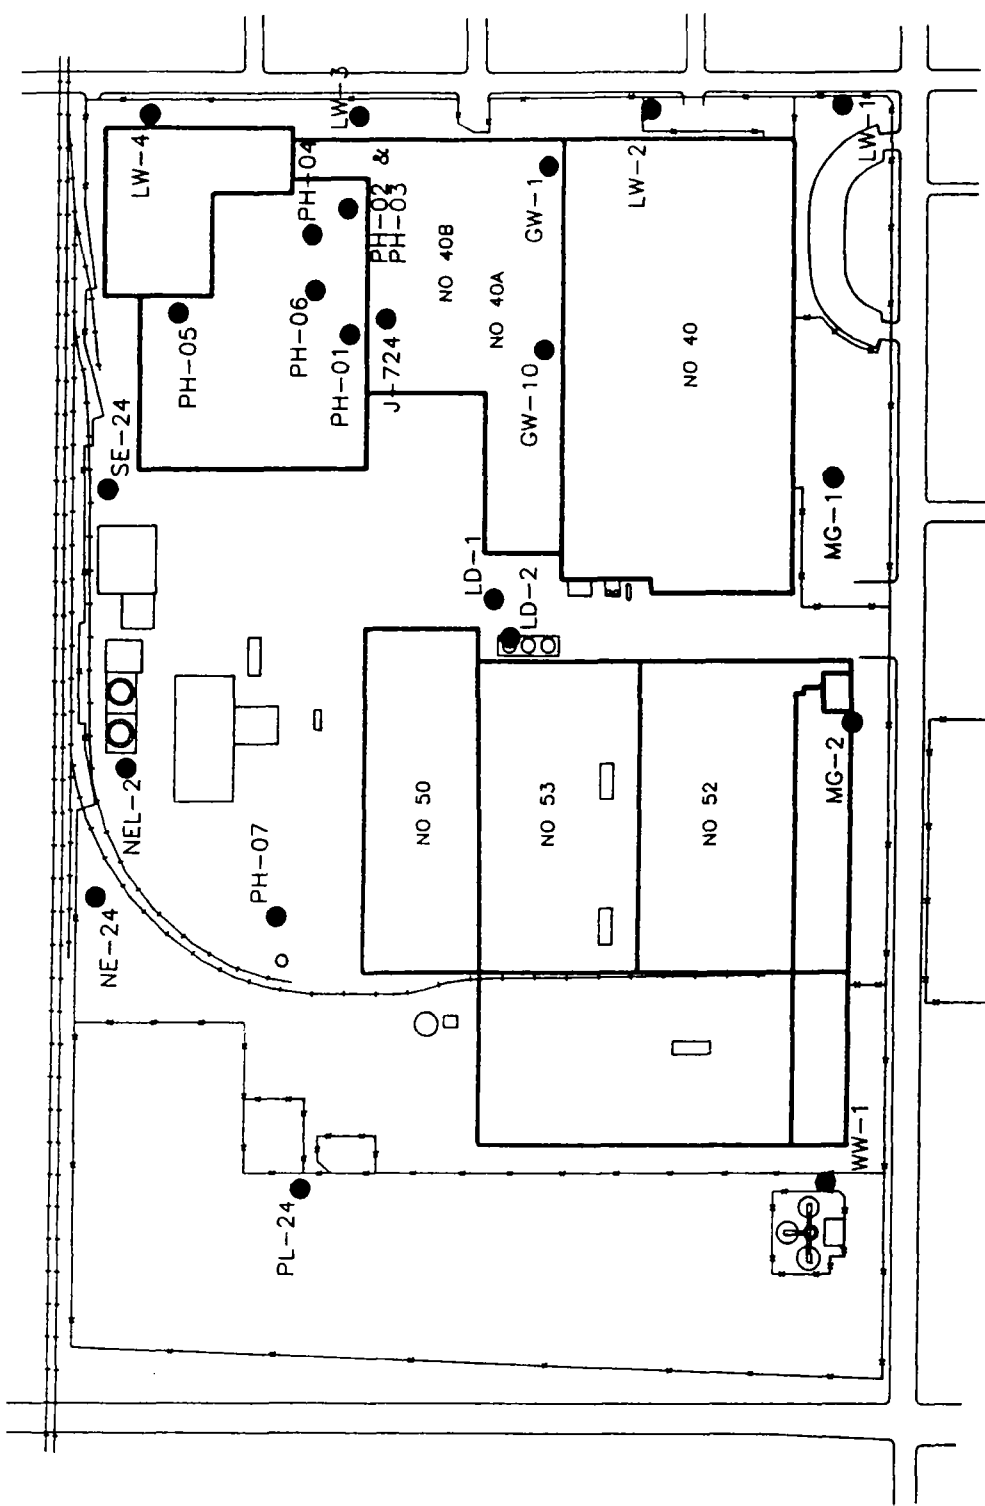 LW-3
LW-4
PH-04
PH-02 &
PH-03
LW-1
LW-2
GW-1
NO 40B
NO 40A
PH-05
PH-06
PH-01
J-724
GW-10
NO 40
SE-24
MG-1
LD-1
LD-2
NEL-2
MG-2
NO 50
NO 53
NO 52
PH-07
NE-24
WW-1
PL-24